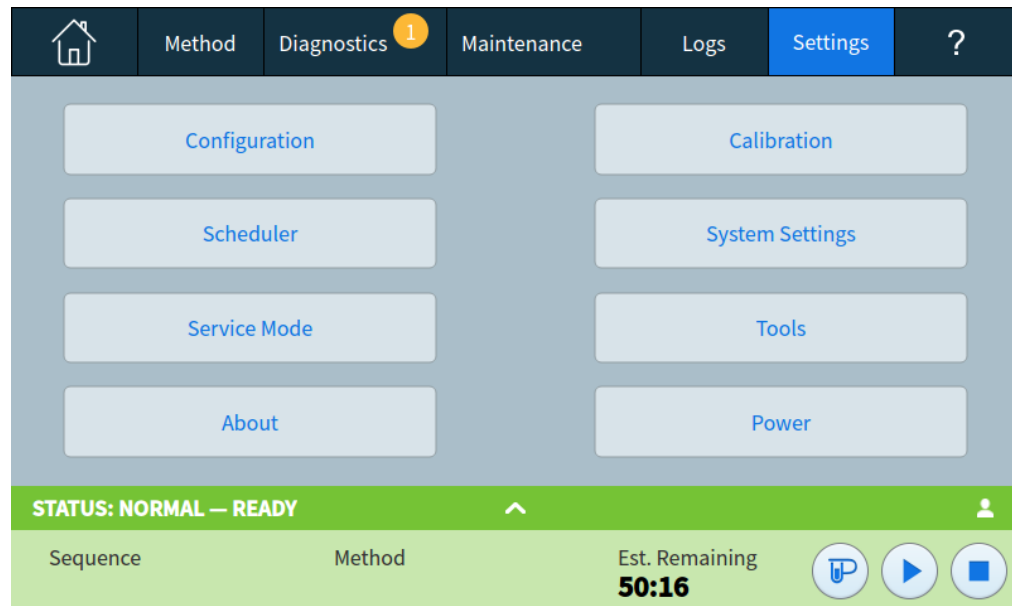 Method
Diagnostics 1
Maintenance
Logs
Settings
?
Configuration
Calibration
Scheduler
System Settings
Service Mode
Tools
About
Power
STATUS: NORMAL — READY
Sequence
Method
Est. Remaining
50:16